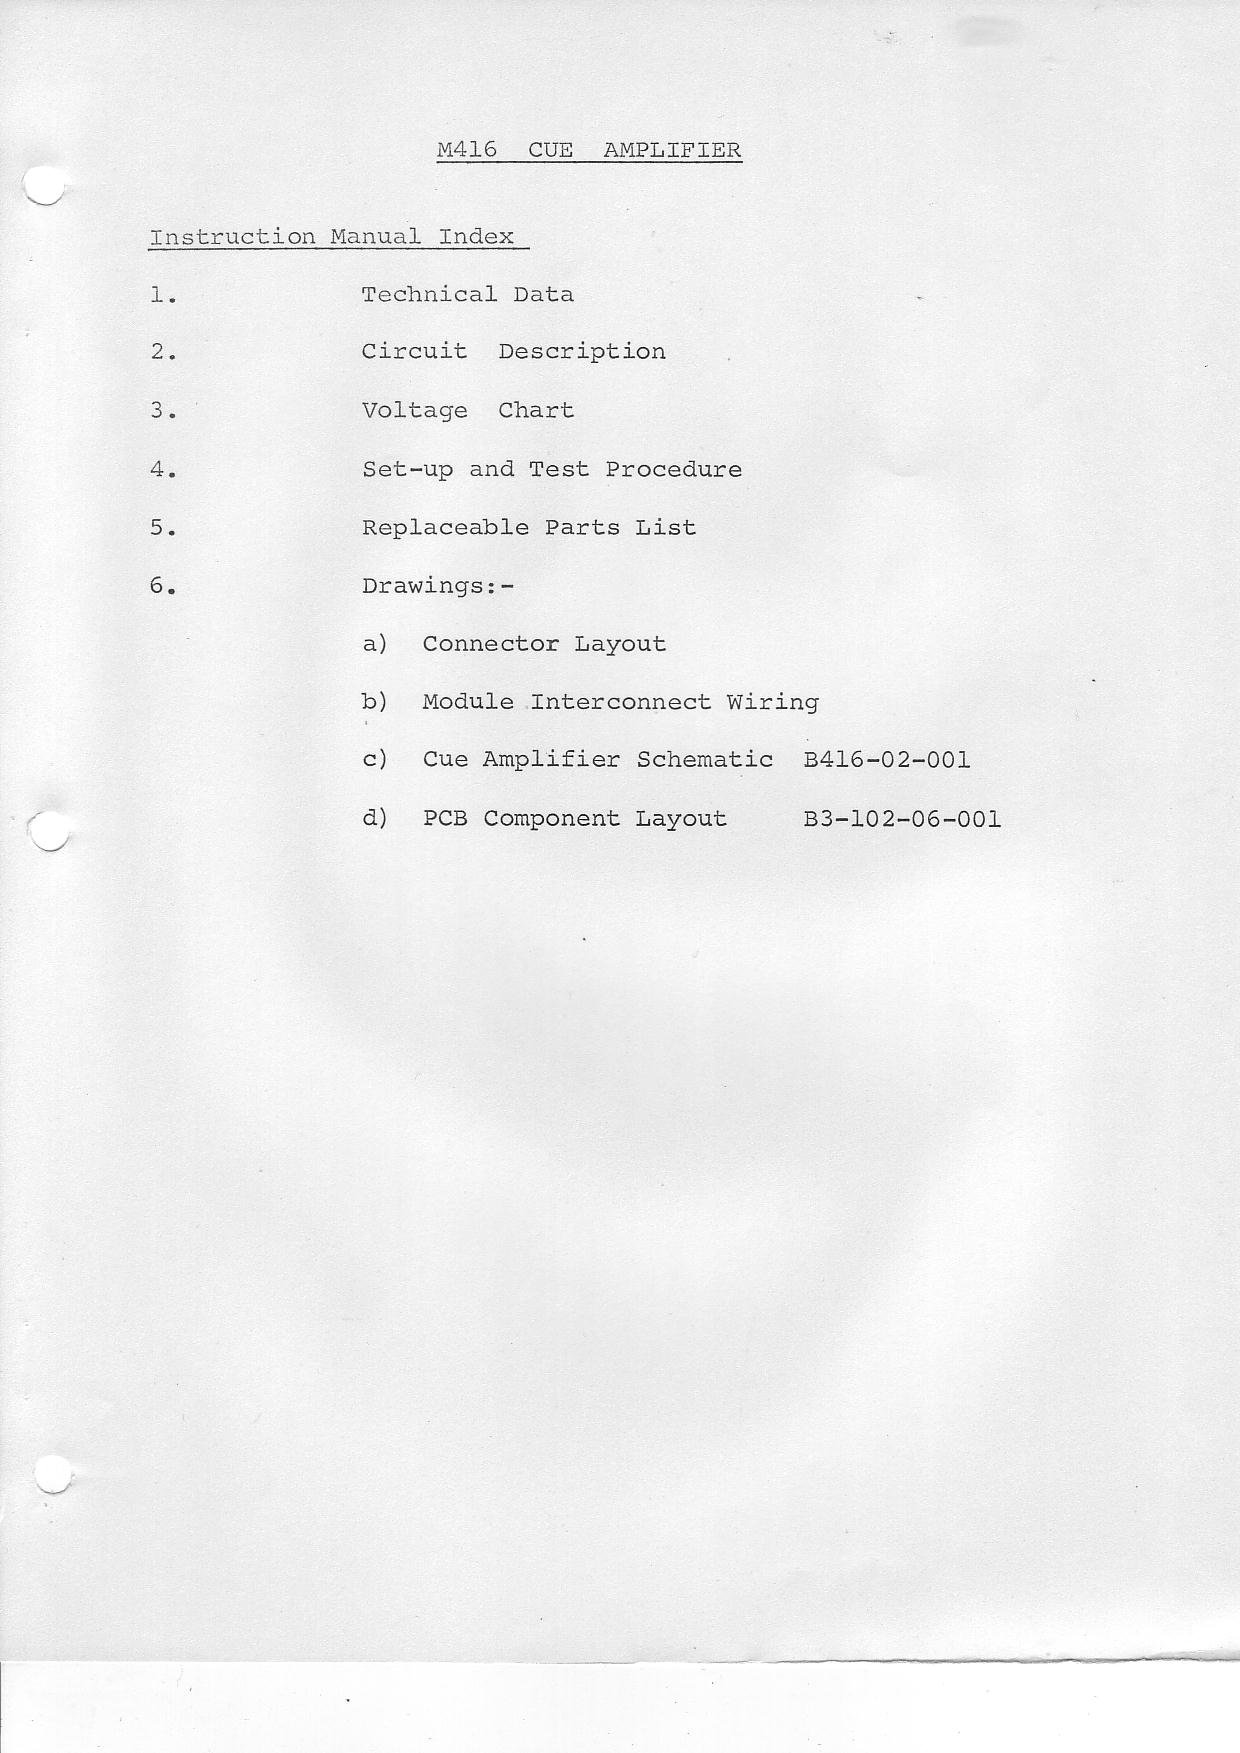 M416 CUE AMPLIFIER
Instruction Manual Index
1. Technical Data
2. Circuit Description
3. Voltage Chart
4. Set-up and Test Procedure
5. Replaceable Parts List
6. Drawings:-
a) Connector Layout
b) Module Interconnect Wiring
c) Cue Amplifier Schematic B416-02-001
d) PCB Component Layout B3-102-06-001